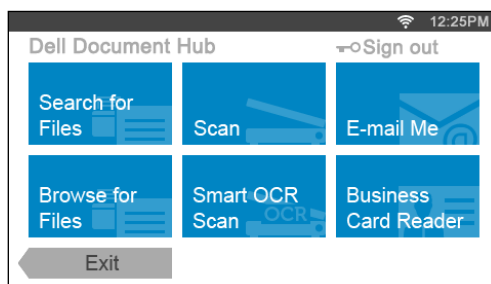 12:25PM
Dell Document Hub
Sign out
Search for
Files
Scan
E-mail Me
Browse for
Files
Smart OCR
Scan
OCR
Business
Card Reader
Exit